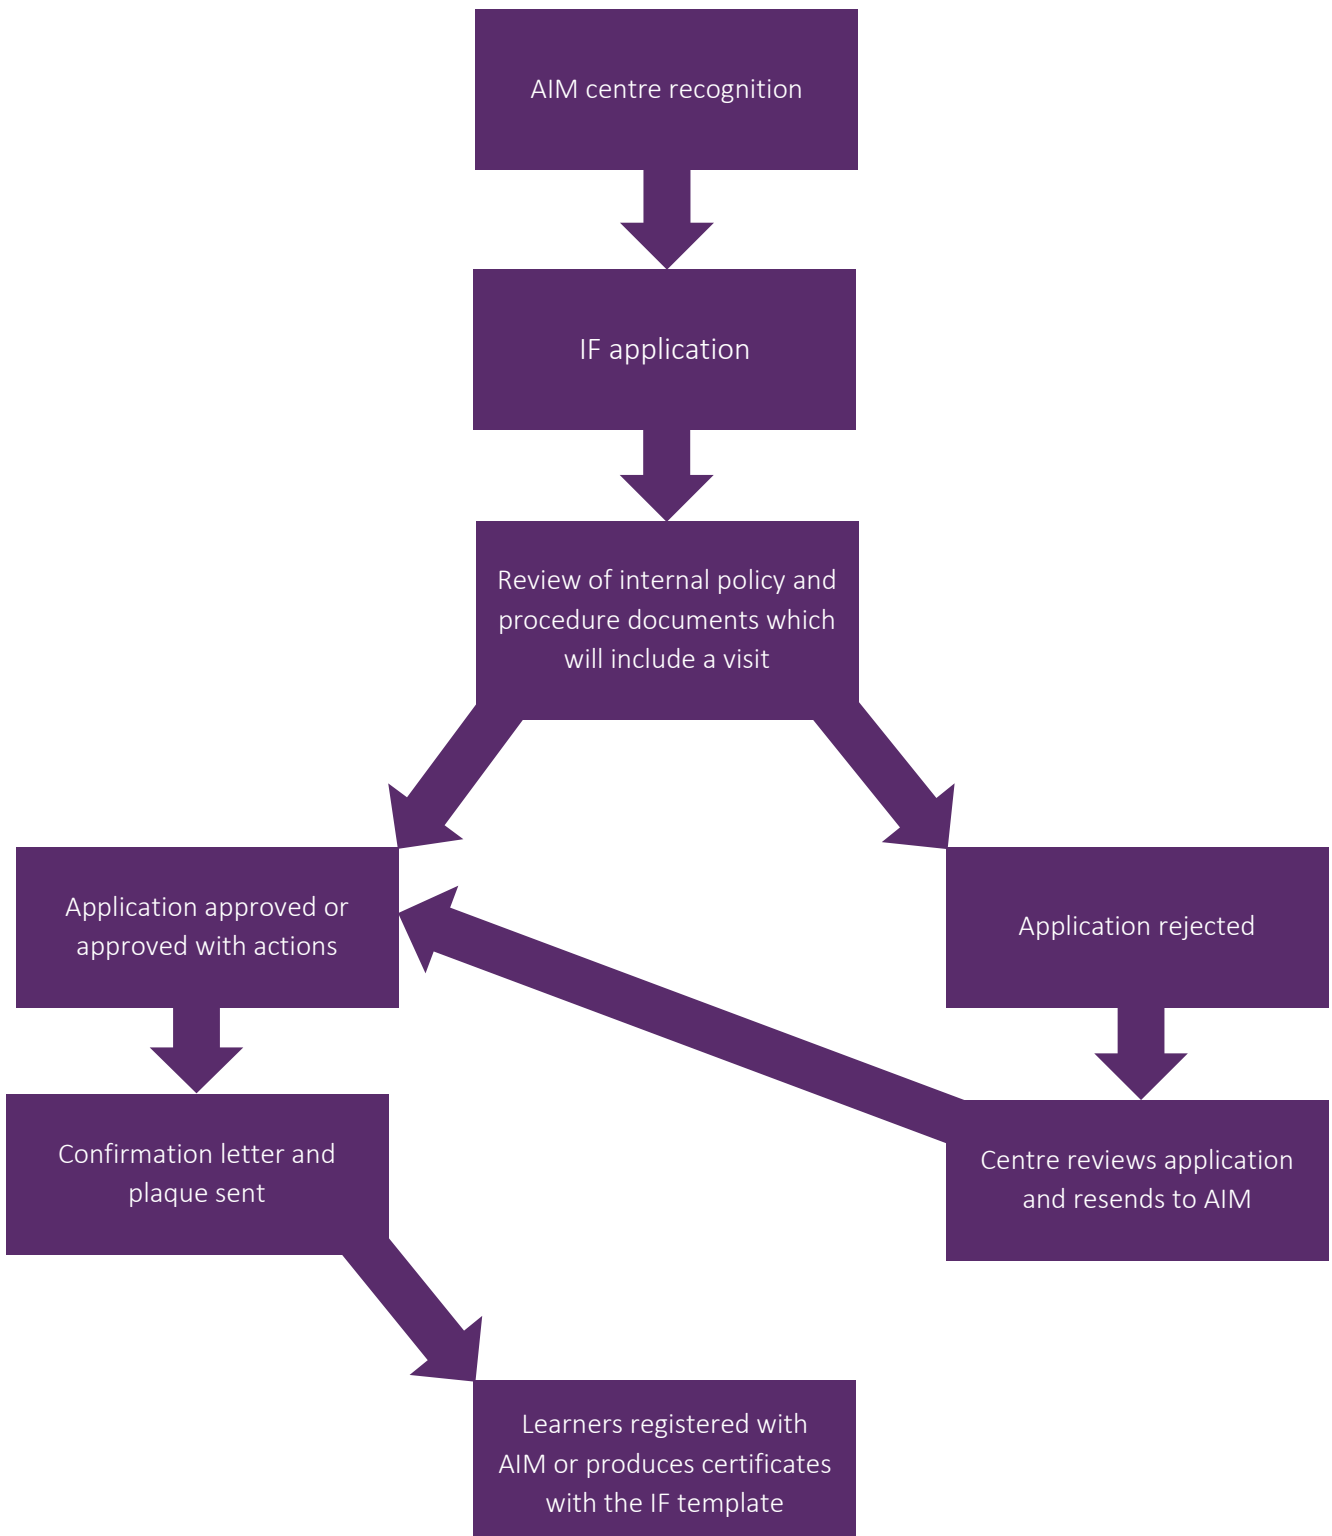 AIM centre recognition
IF application
Review of internal policy and
procedure documents which
will include a visit
Application approved or
approved with actions
Application rejected
Confirmation letter and
plaque sent
Centre reviews application
and resends to AIM
Learners registered with
AIM or produces certificates
with the IF template